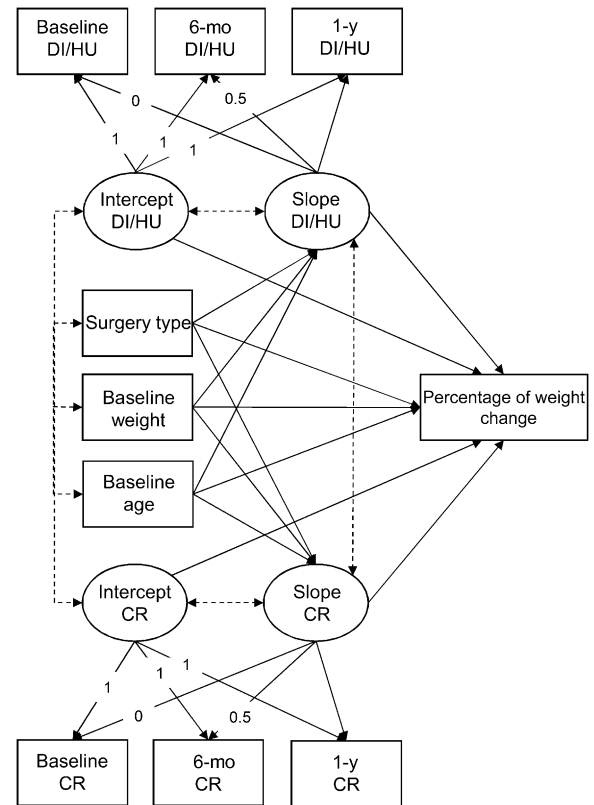 Baseline
DI/HU
6-mo
DI/HU
1-y
DI/HU
0
0.5
1
1
1
Intercept
DI/HU
Slope
DI/HU
Surgery type
Baseline
weight
Percentage of weight
change
Baseline
age
Intercept
CR
Slope
CR
1
1
1
0
0.5
Baseline
CR
6-mo
CR
1-y
CR